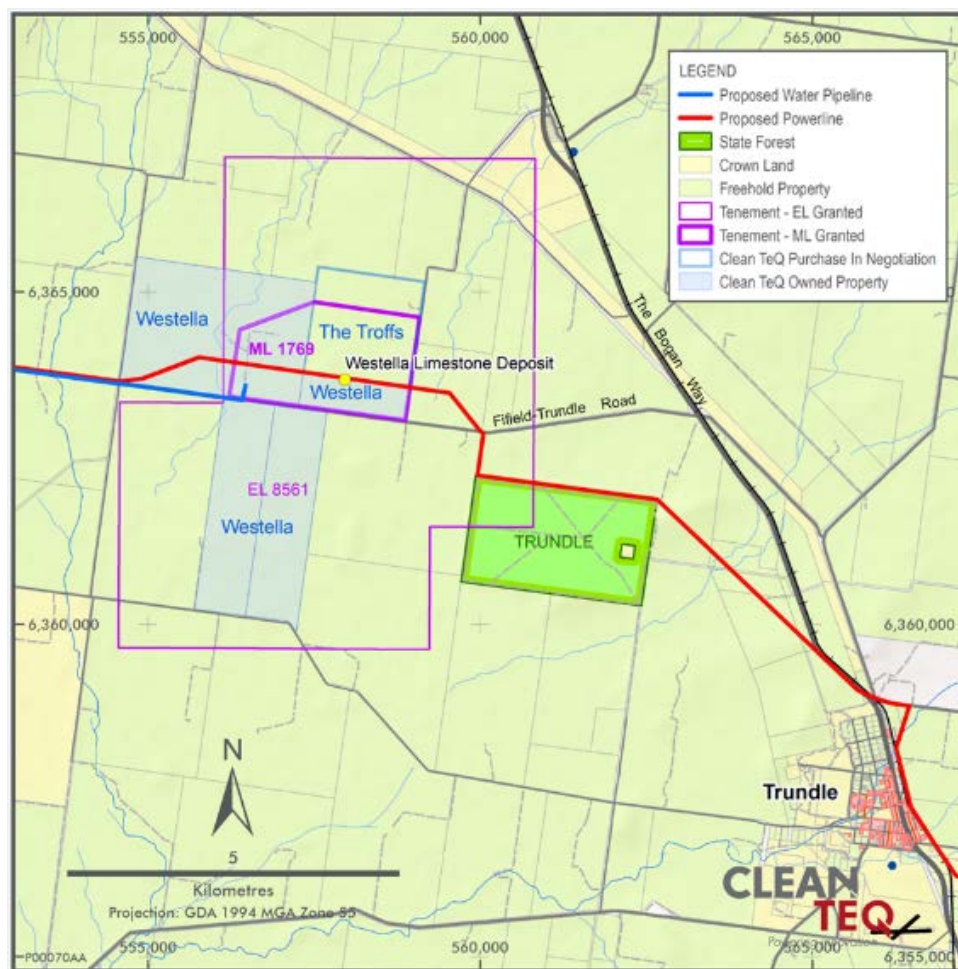 555,000
560,000
565,000
LEGEND
Proposed Water Pipeline
Proposed Powerline
State Forest
Crown Land
Freehold Property
Tenement - EL Granted
Tenement - ML Granted
Clean TeQ Purchase In Negotiation
Clean TeQ Owned Property
6,365,000
6,365,000
Westella
The Troffs
ML 1769
Westella Limestone Deposit
Westella
The Bogan Way
Fifield-Trundle Road
EL 8561
Westella
TRUNDLE
6,360,000
6,360,000
N
Trundle
5
Kilometres
Projection: GDA 1994 MGA Zone 55
CLEAN
TEQ
P00070AA
555,000
560,000
565,000
6,355,000